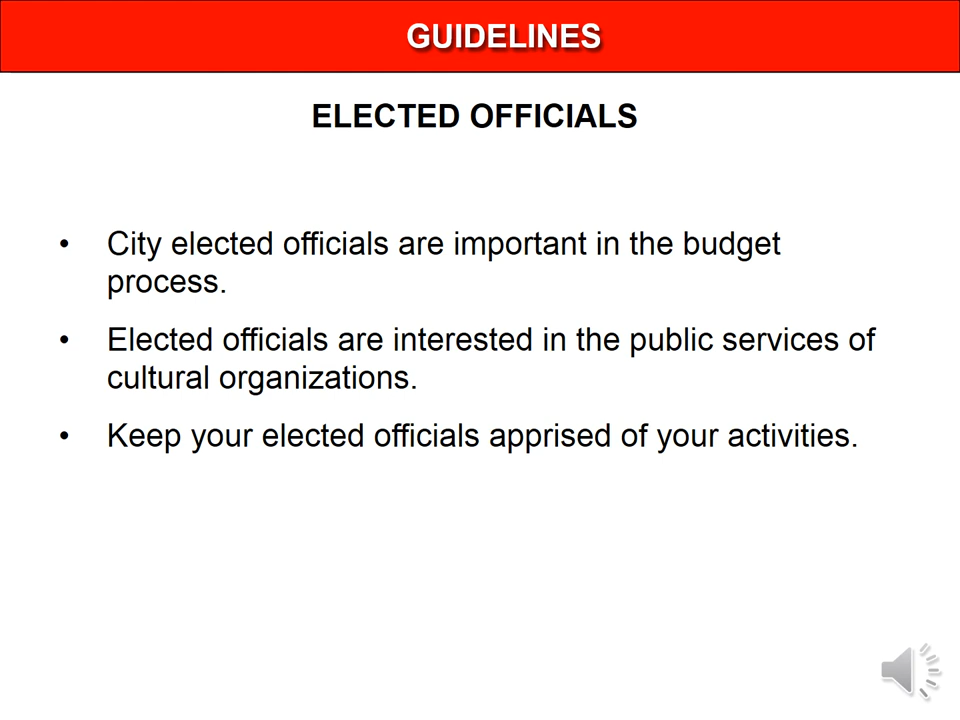 GUIDELINES
ELECTED OFFICIALS
• City elected officials are important in the budget
process.
• Elected officials are interested in the public services of
cultural organizations.
• Keep your elected officials apprised of your activities.